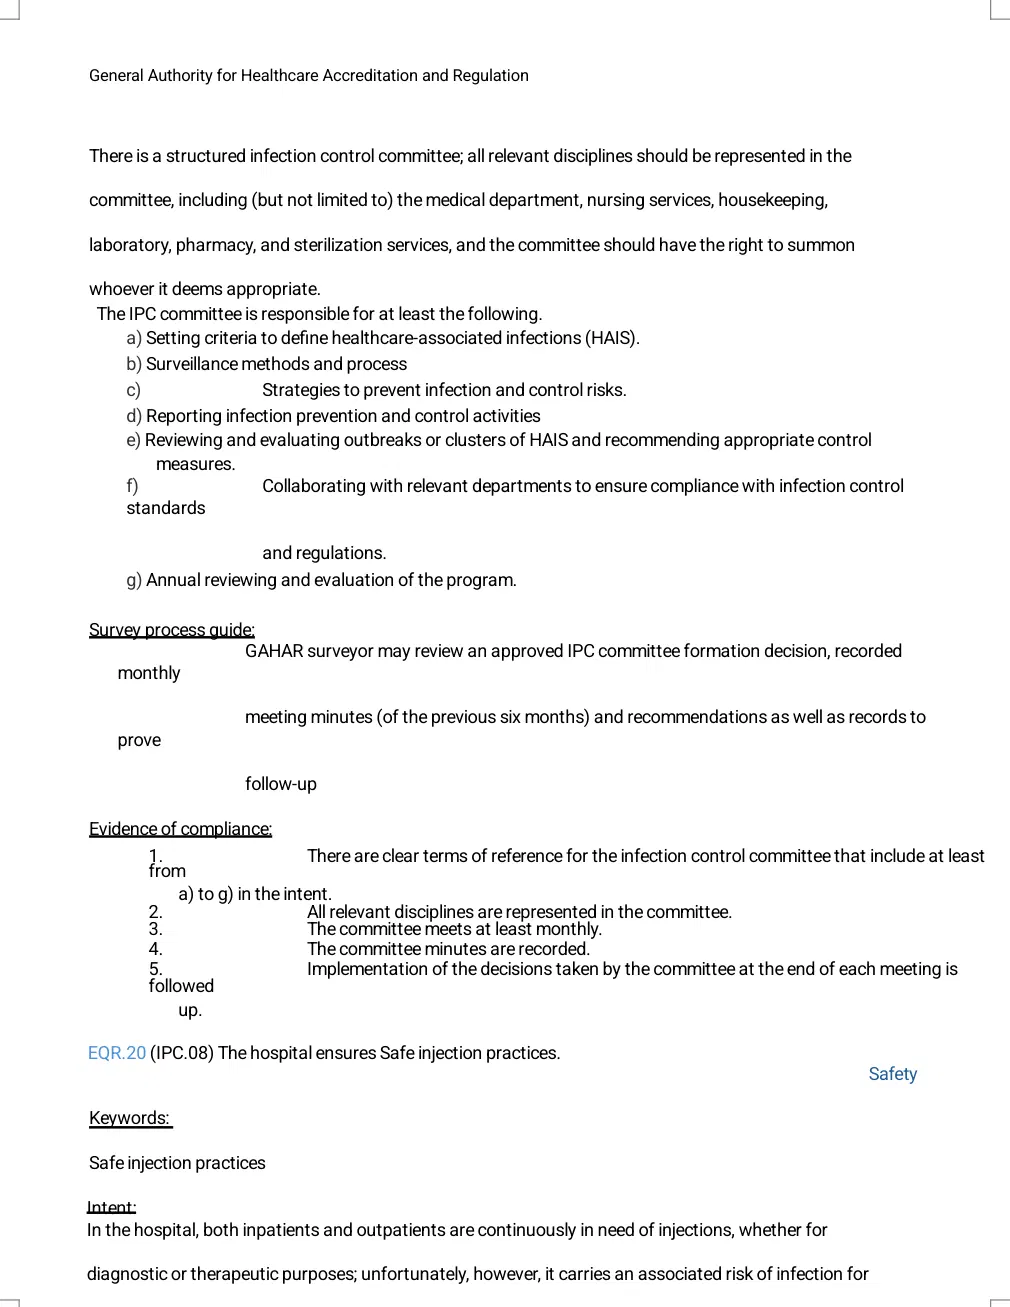 General Authority for Healthcare Accreditation and Regulation
There is a structured infection control committee; all relevant disciplines should be represented in the
committee, including (but not limited to) the medical department, nursing services, housekeeping,
laboratory, pharmacy, and sterilization services, and the committee should have the right to summon
whoever it deems appropriate.
The IPC committee is responsible for at least the following.
a) Setting criteria to define healthcare-associated infections (HAIS).
b) Surveillance methods and process
c) Strategies to prevent infection and control risks.
d) Reporting infection prevention and control activities
e) Reviewing and evaluating outbreaks or clusters of HAIS and recommending appropriate control
measures.
f) Collaborating with relevant departments to ensure compliance with infection control
standards
and regulations.
g) Annual reviewing and evaluation of the program.
Survey process guide:
GAHAR surveyor may review an approved IPC committee formation decision, recorded
monthly
meeting minutes (of the previous six months) and recommendations as well as records to
prove
follow-up
Evidence of compliance:
1. There are clear terms of reference for the infection control committee that include at least
from
a) to g) in the intent.
2. All relevant disciplines are represented in the committee.
3. The committee meets at least monthly.
4. The committee minutes are recorded.
5. Implementation of the decisions taken by the committee at the end of each meeting is
followed
up.
EQR.20 (IPC.08) The hospital ensures Safe injection practices.
Safety
Keywords:
Safe injection practices
Intent:
In the hospital, both inpatients and outpatients are continuously in need of injections, whether for
diagnostic or therapeutic purposes; unfortunately, however, it carries an associated risk of infection for